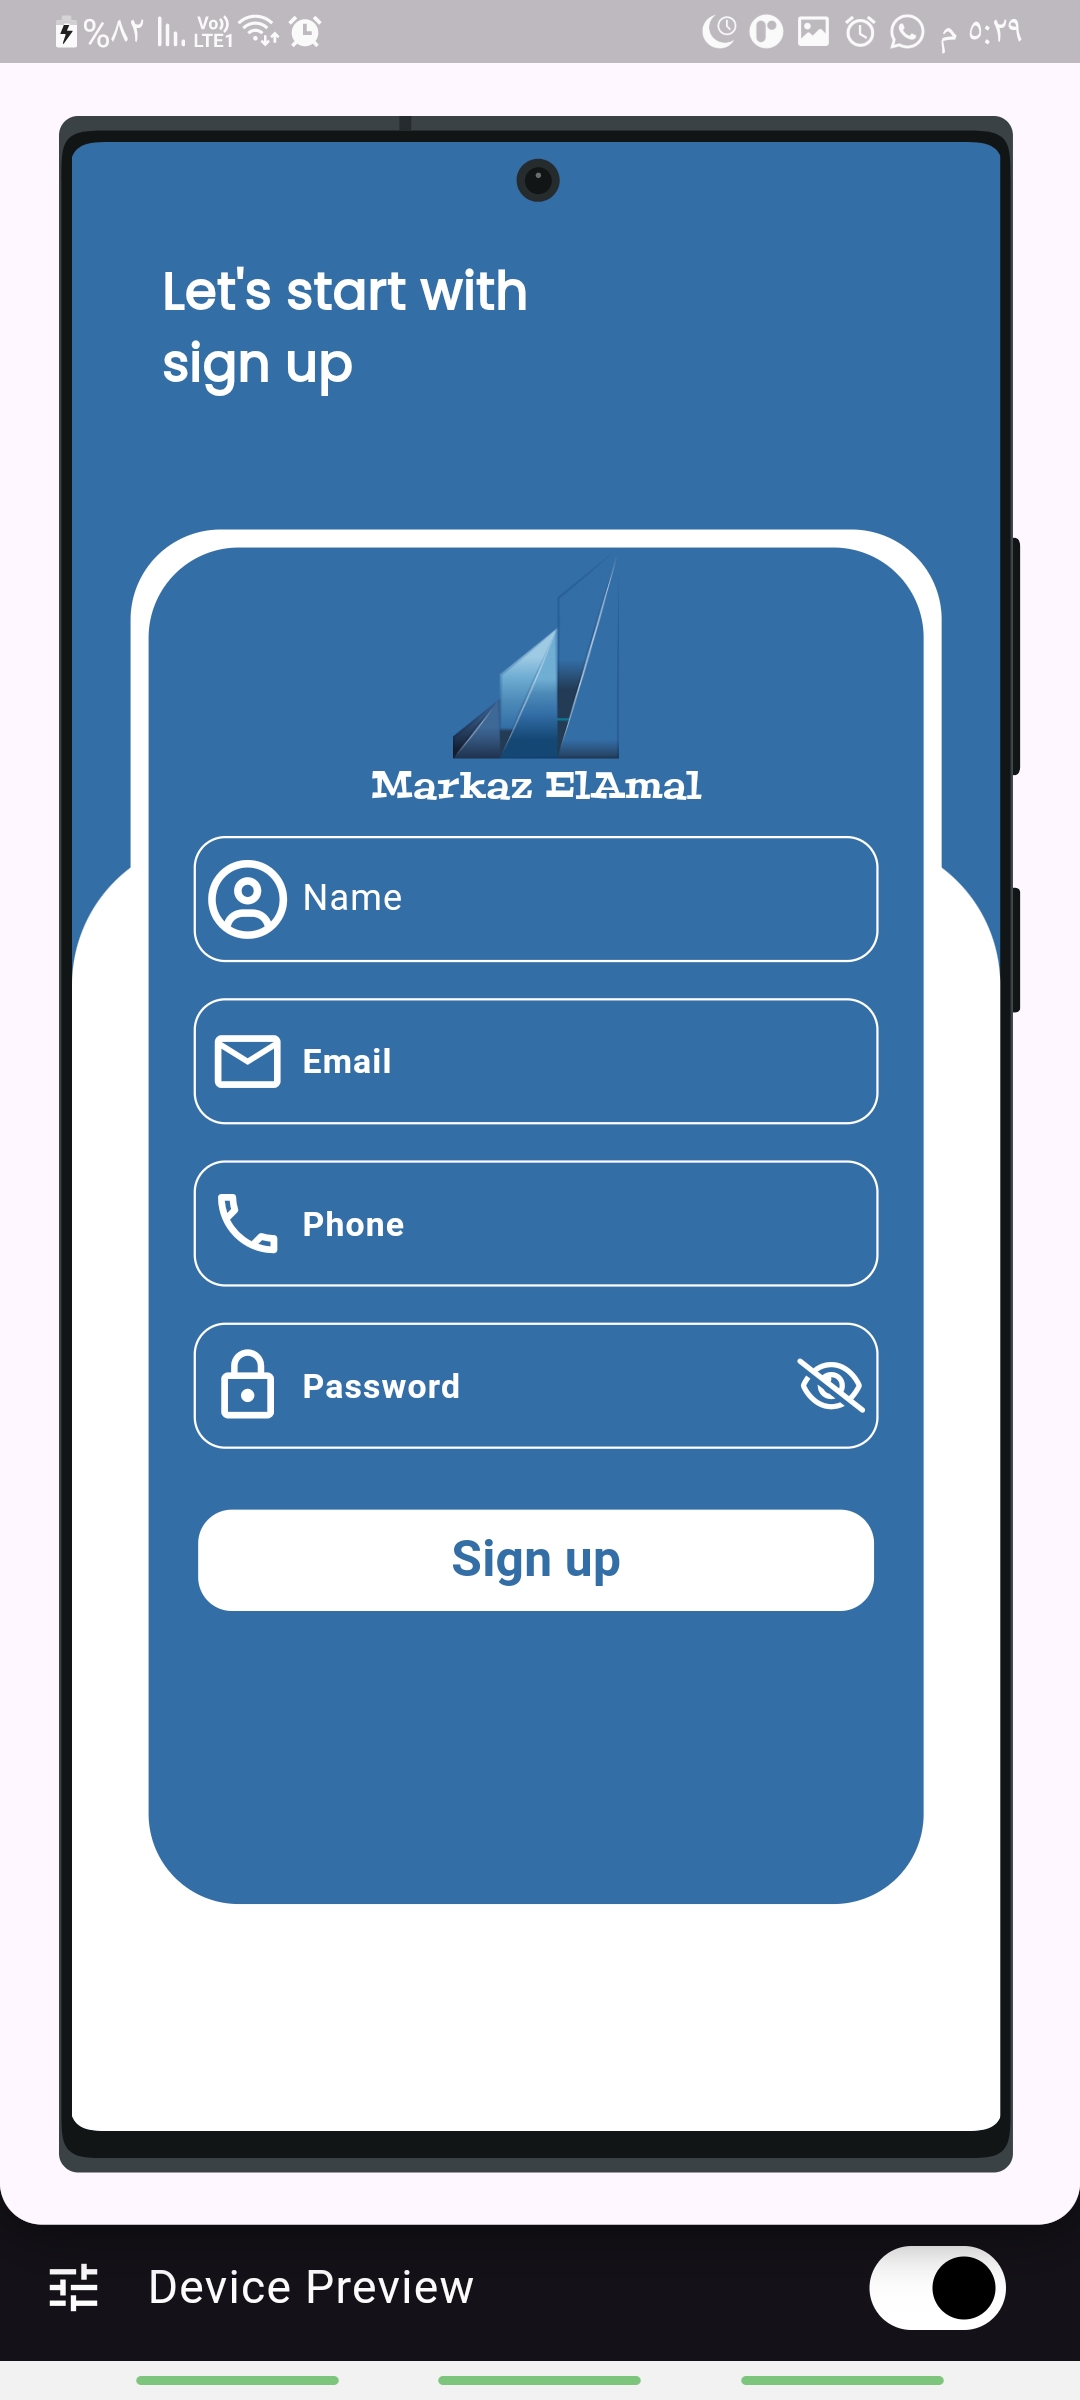 %٨٢ Vo)) LTE1 ٥:٢٩ م
Let's start with
sign up
Markaz ElAmal
Name
Email
Phone
Password
Sign up
Device Preview